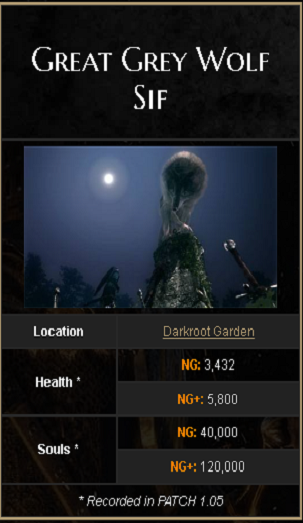 Great Grey Wolf
Sif
Location
Darkroot Garden
Health *
NG: 3,432
NG+: 5,800
Souls *
NG: 40,000
NG+: 120,000
* Recorded in PATCH 1.05